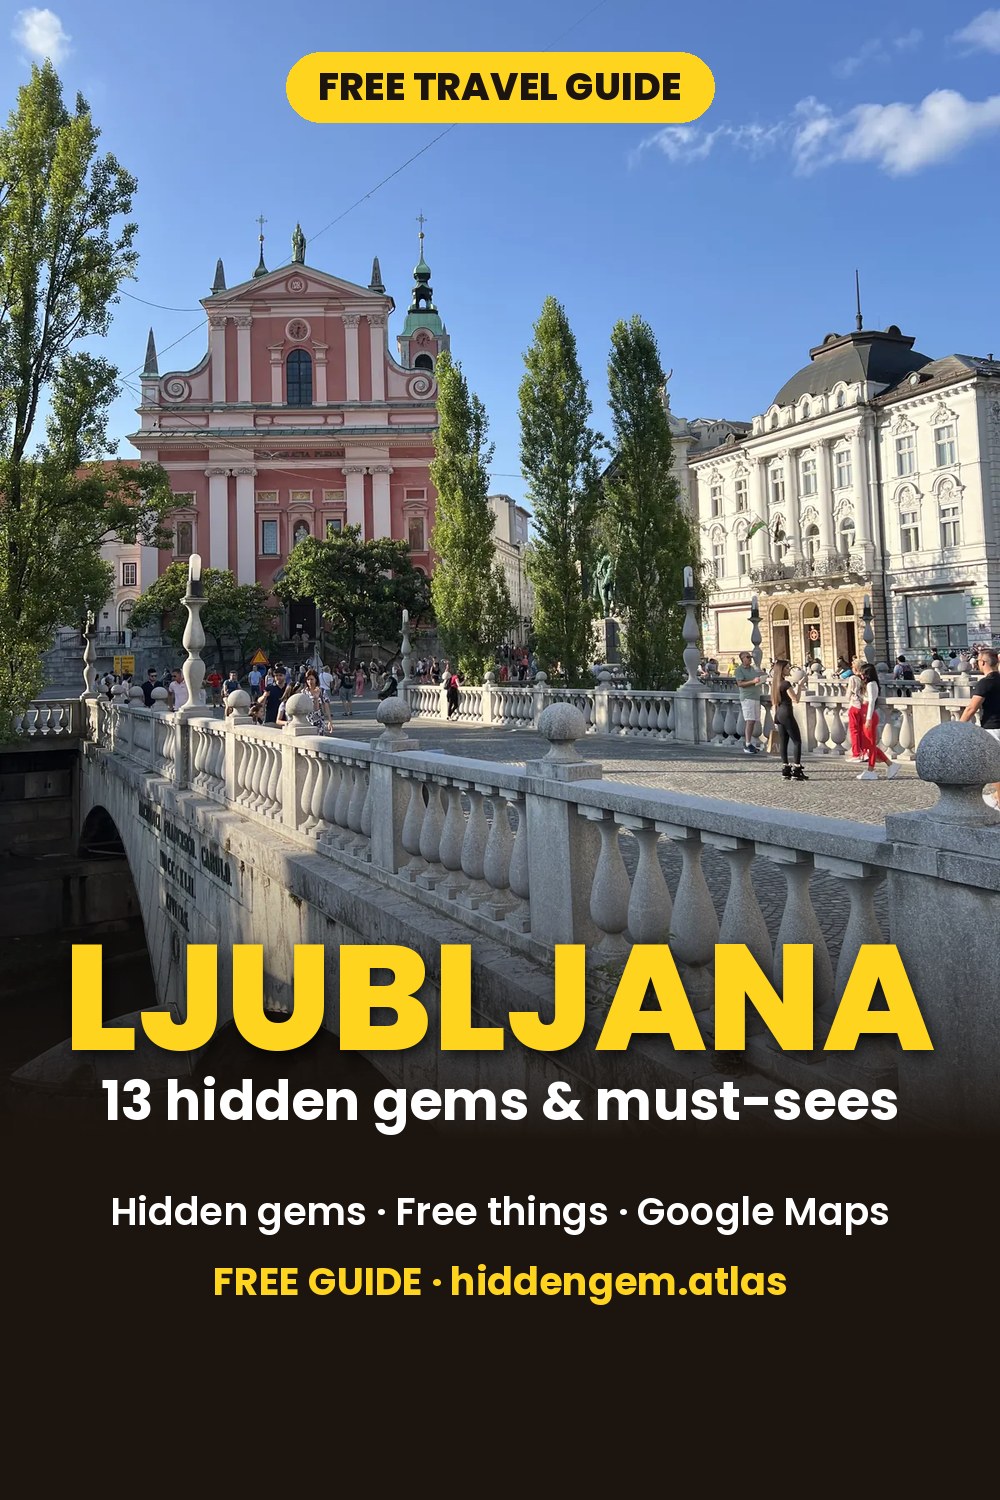 FREE TRAVEL GUIDE
LJUBLJANA
13 hidden gems & must-sees
Hidden gems · Free things · Google Maps
FREE GUIDE · hiddengem.atlas